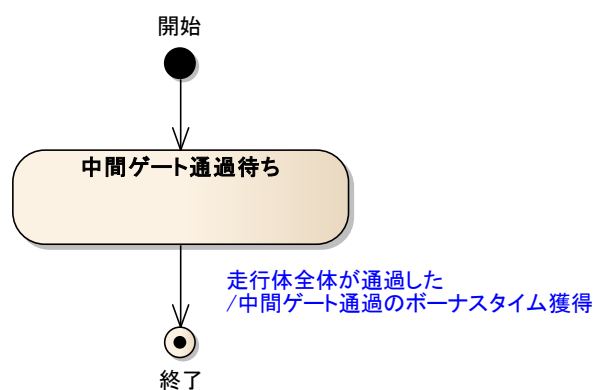 開始
中間ゲート通過待ち
走行体全体が通過した
/中間ゲート通過のボーナスタイム獲得
終了